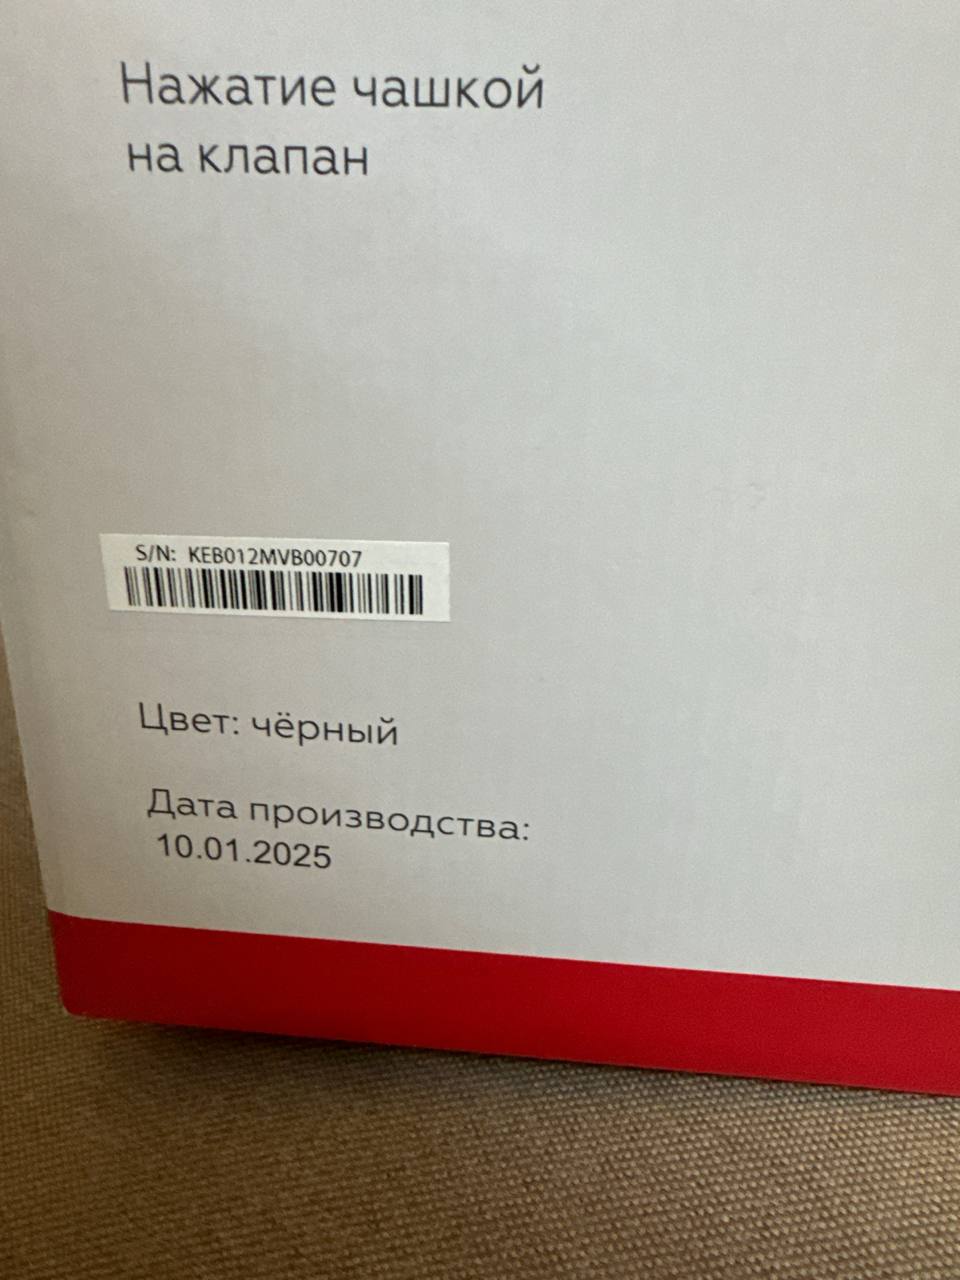 Нажатие чашкой
на клапан
S/N: KEB012MVB00707
Цвет: чёрный
Дата производства:
10.01.2025